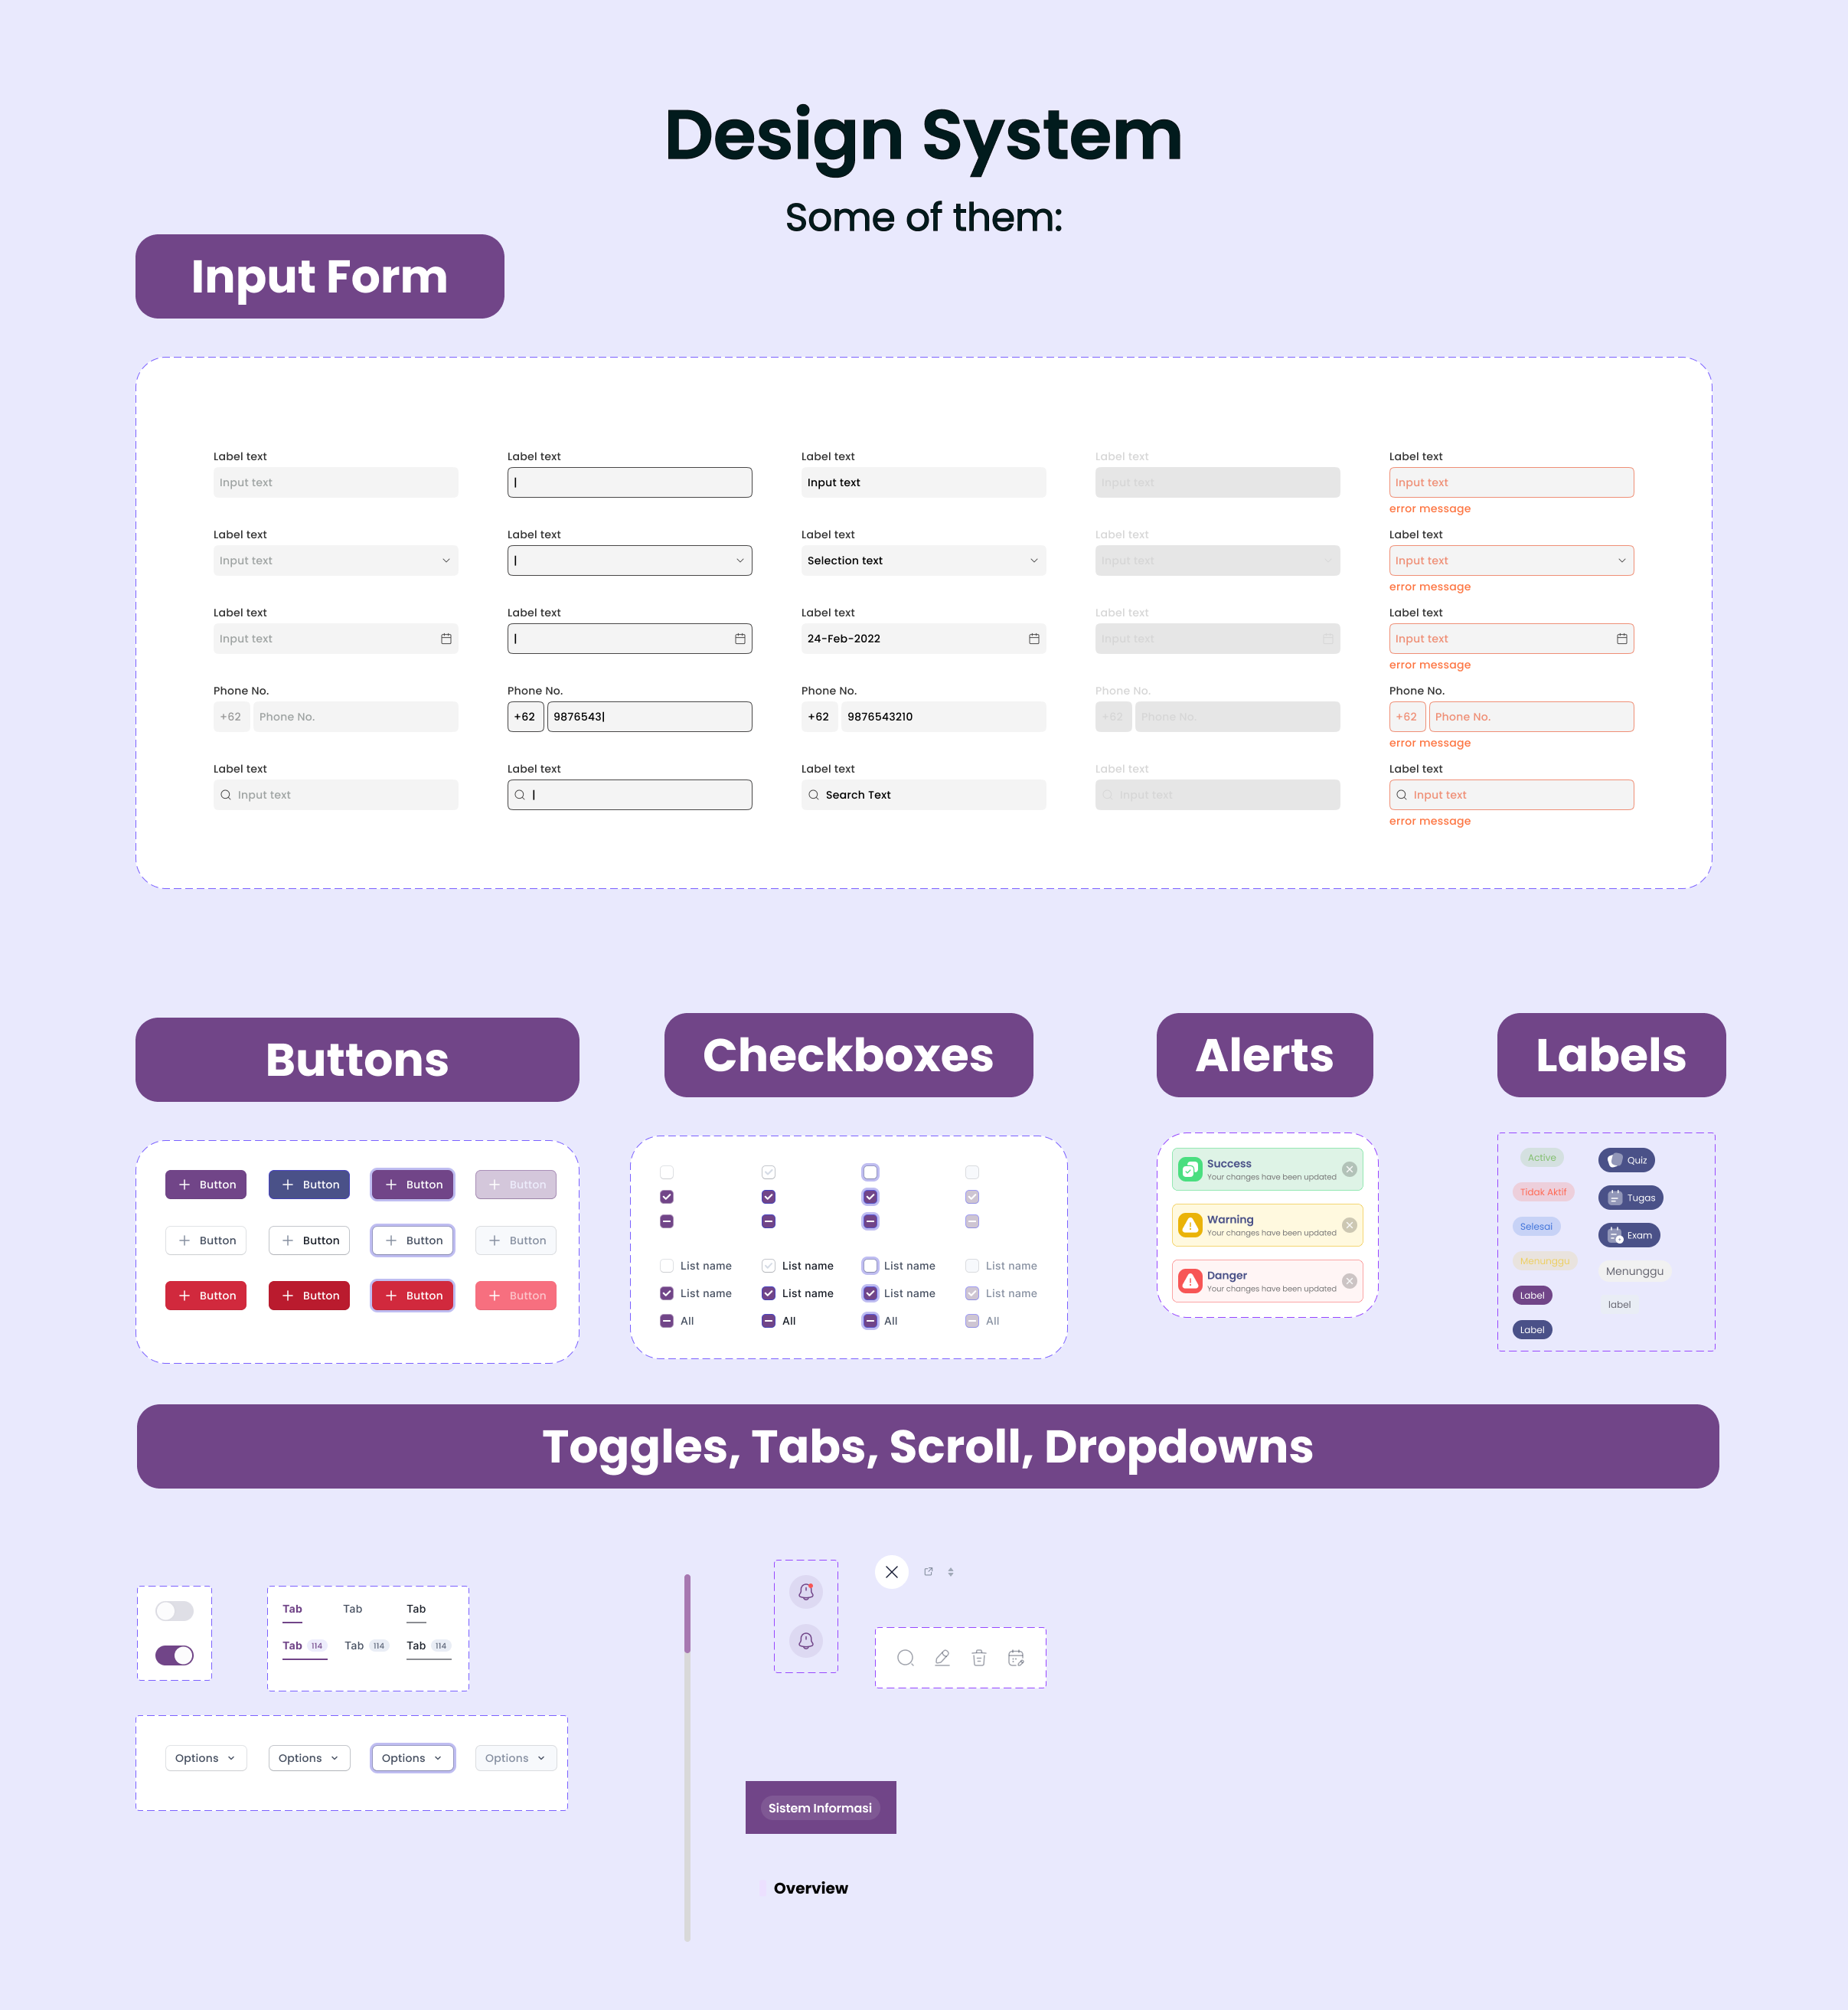 Design System
Some of them:
Input Form
Label text Label text Label text Label text Label text
Input text | Input text Input text Input text
error message
Label text Label text Label text Label text Label text
Input text | Selection text Input text Input text
error message
Label text Label text Label text Label text Label text
Input text | 24-Feb-2022 Input text Input text
error message
Phone No. Phone No. Phone No. Phone No. Phone No.
+62 Phone No. +62 9876543| +62 9876543210 +62 Phone No. +62 Phone No.
error message
Label text Label text Label text Label text Label text
Input text | Search Text Input text Input text
error message
Buttons
Button Button Button Button
Button Button Button Button
Button Button Button Button
Checkboxes
List name List name List name List name
List name List name List name List name
All All All All
Alerts
Success
Your changes have been updated
Warning
Your changes have been updated
Danger
Your changes have been updated
Labels
Active
Tidak Aktif
Selesai
Menunggu
Label
Label
Quiz
Tugas
Exam
Menunggu
label
Toggles, Tabs, Scroll, Dropdowns
Tab Tab Tab
Tab 114 Tab 114 Tab 114
Options Options Options Options
Sistem Informasi
Overview